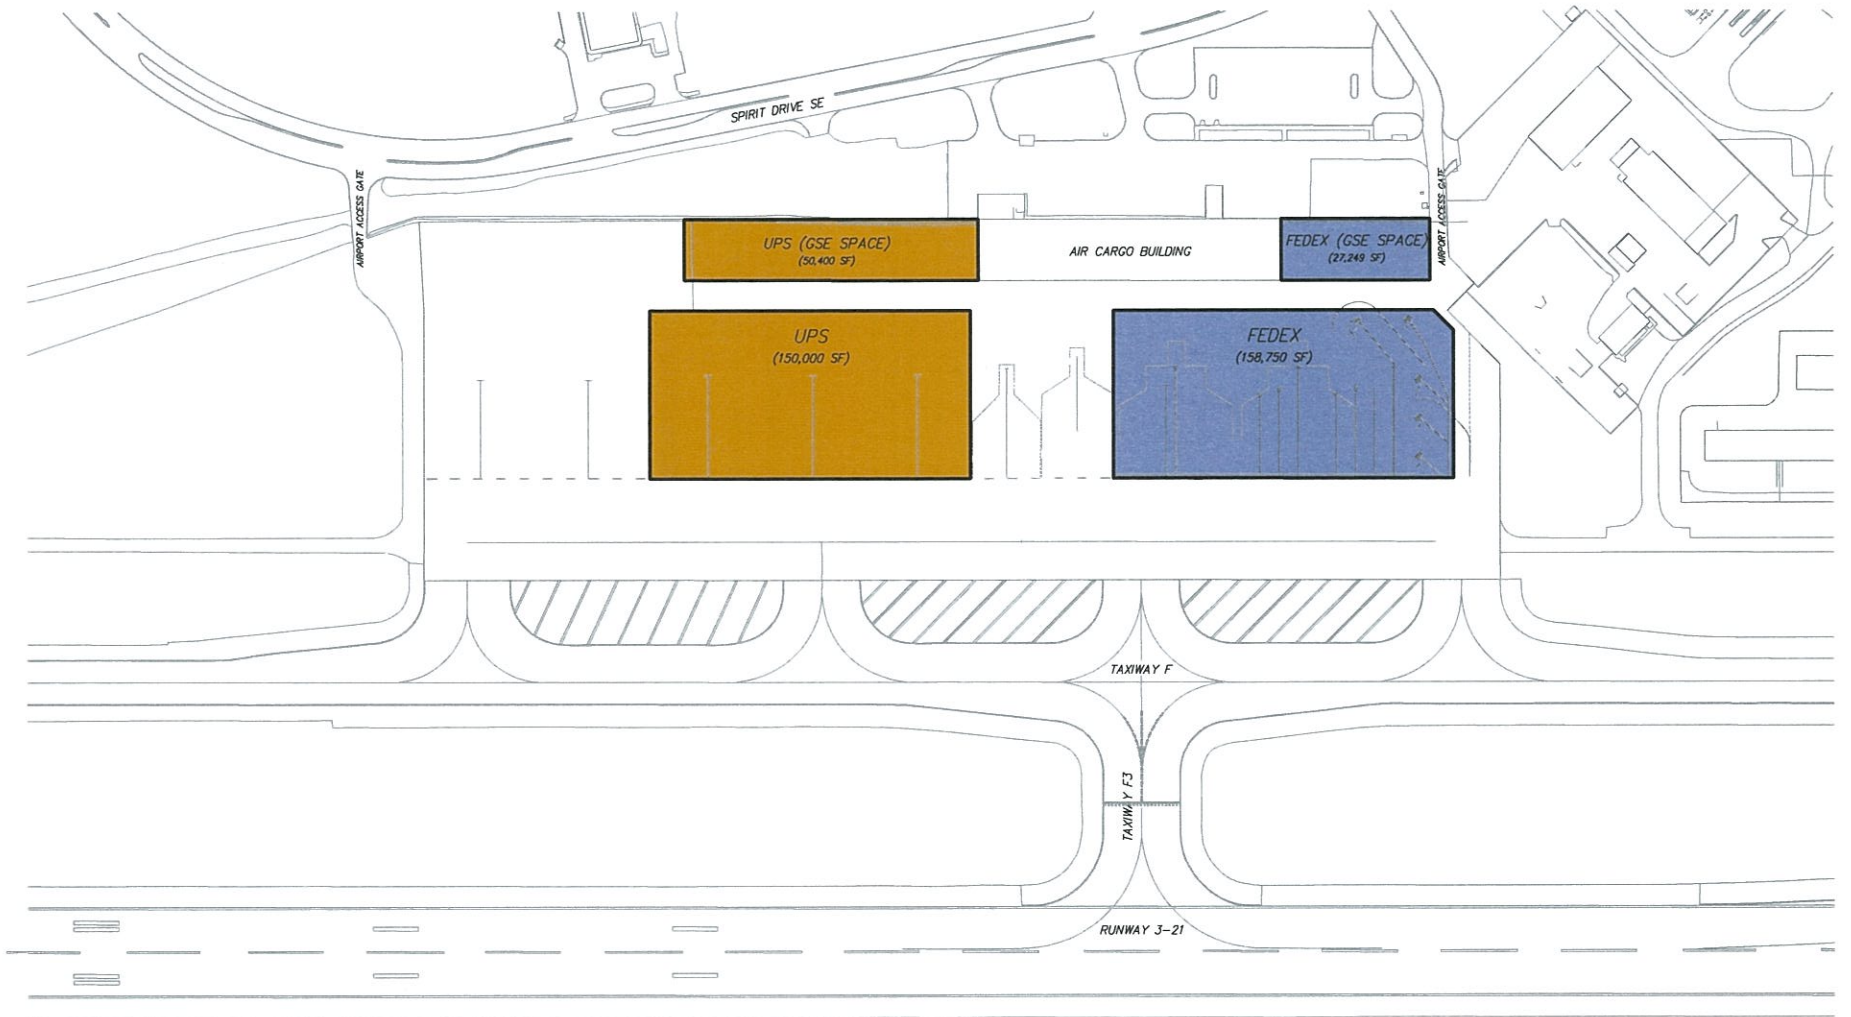 SPIRIT DRIVE SE
AIRPORT ACCESS GATE
AIRPORT ACCESS GATE
UPS (GSE SPACE)
(50,400 SF)
AIR CARGO BUILDING
FEDEX (GSE SPACE)
(27,249 SF)
UPS
(150,000 SF)
FEDEX
(158,750 SF)
TAXIWAY F
TAXIWAY F3
RUNWAY 3-21